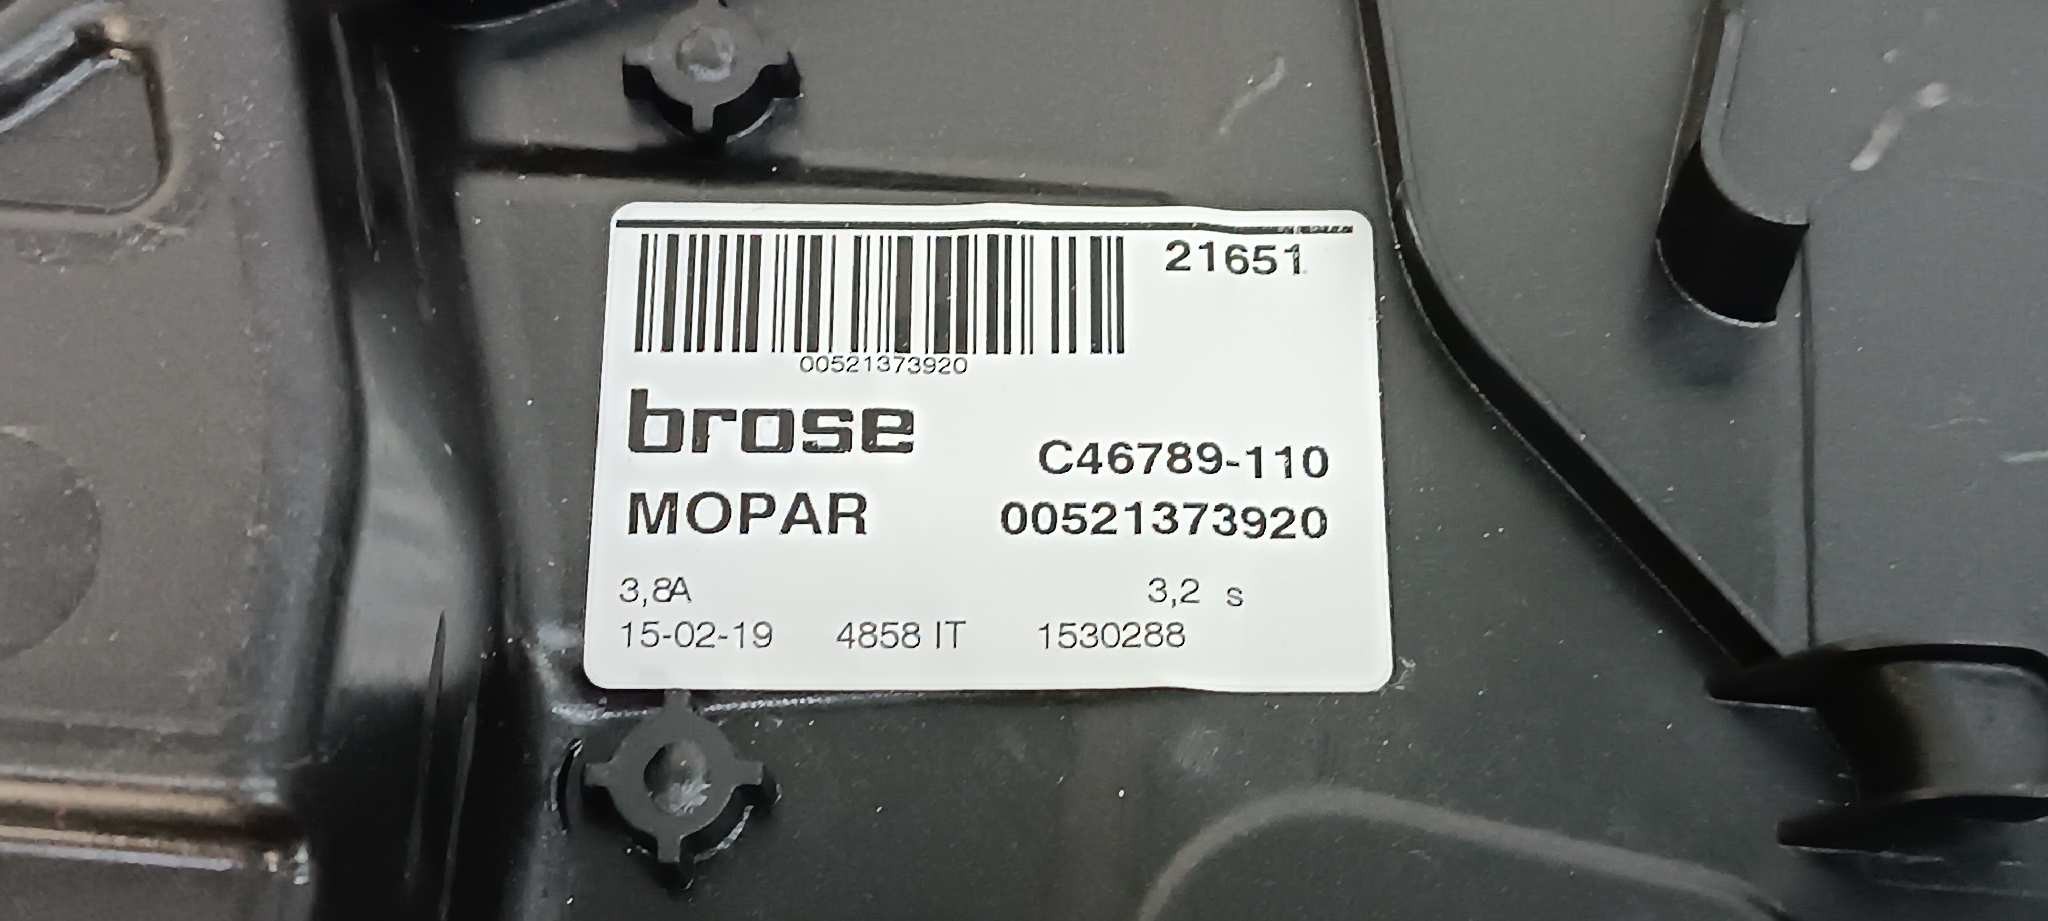 21651
00521373920
brose
C46789-110
MOPAR 00521373920
3,8A 3,2 s
15-02-19 4858 IT 1530288